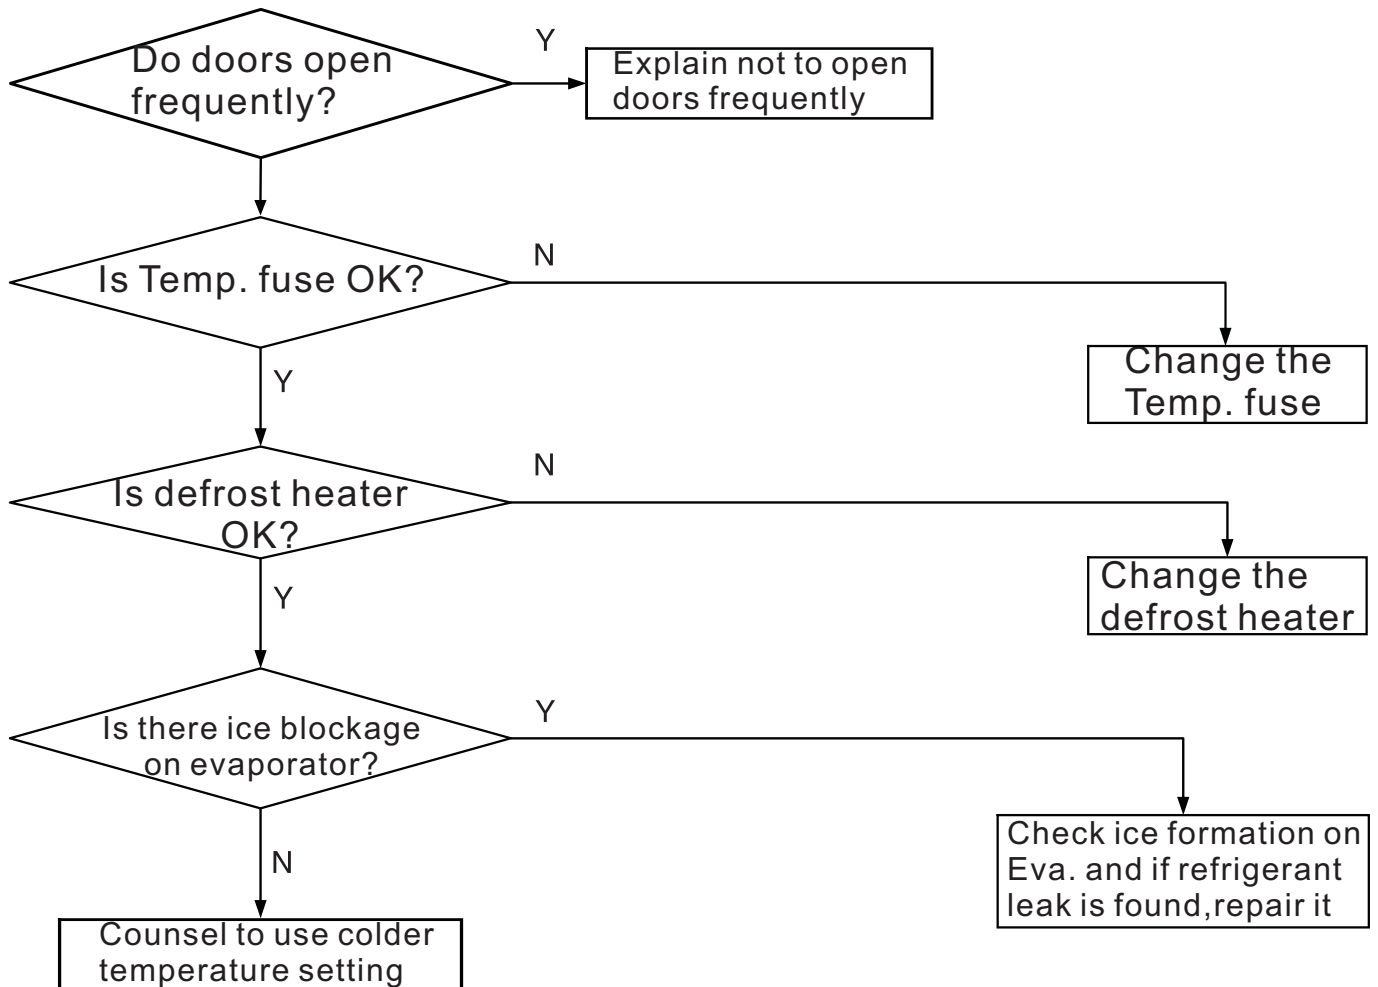 Do doors open
frequently?
Y
Explain not to open
doors frequently
Is Temp. fuse OK?
N
Change the
Temp. fuse
Y
Is defrost heater
OK?
N
Change the
defrost heater
Y
Is there ice blockage
on evaporator?
Y
Check ice formation on
Eva. and if refrigerant
leak is found,repair it
N
Counsel to use colder
temperature setting